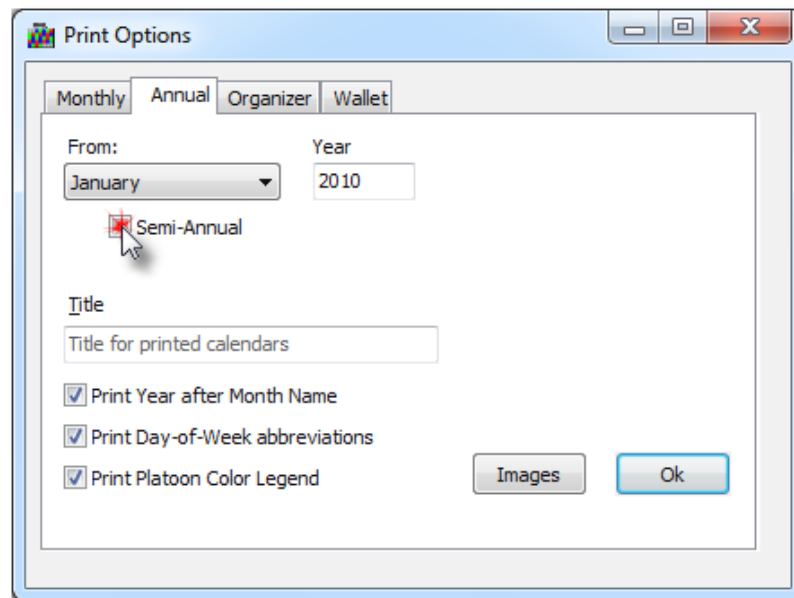 Print Options
Monthly Annual Organizer Wallet
From: Year
January 2010
Semi-Annual
Title
Title for printed calendars
Print Year after Month Name
Print Day-of-Week abbreviations
Print Platoon Color Legend
Images Ok